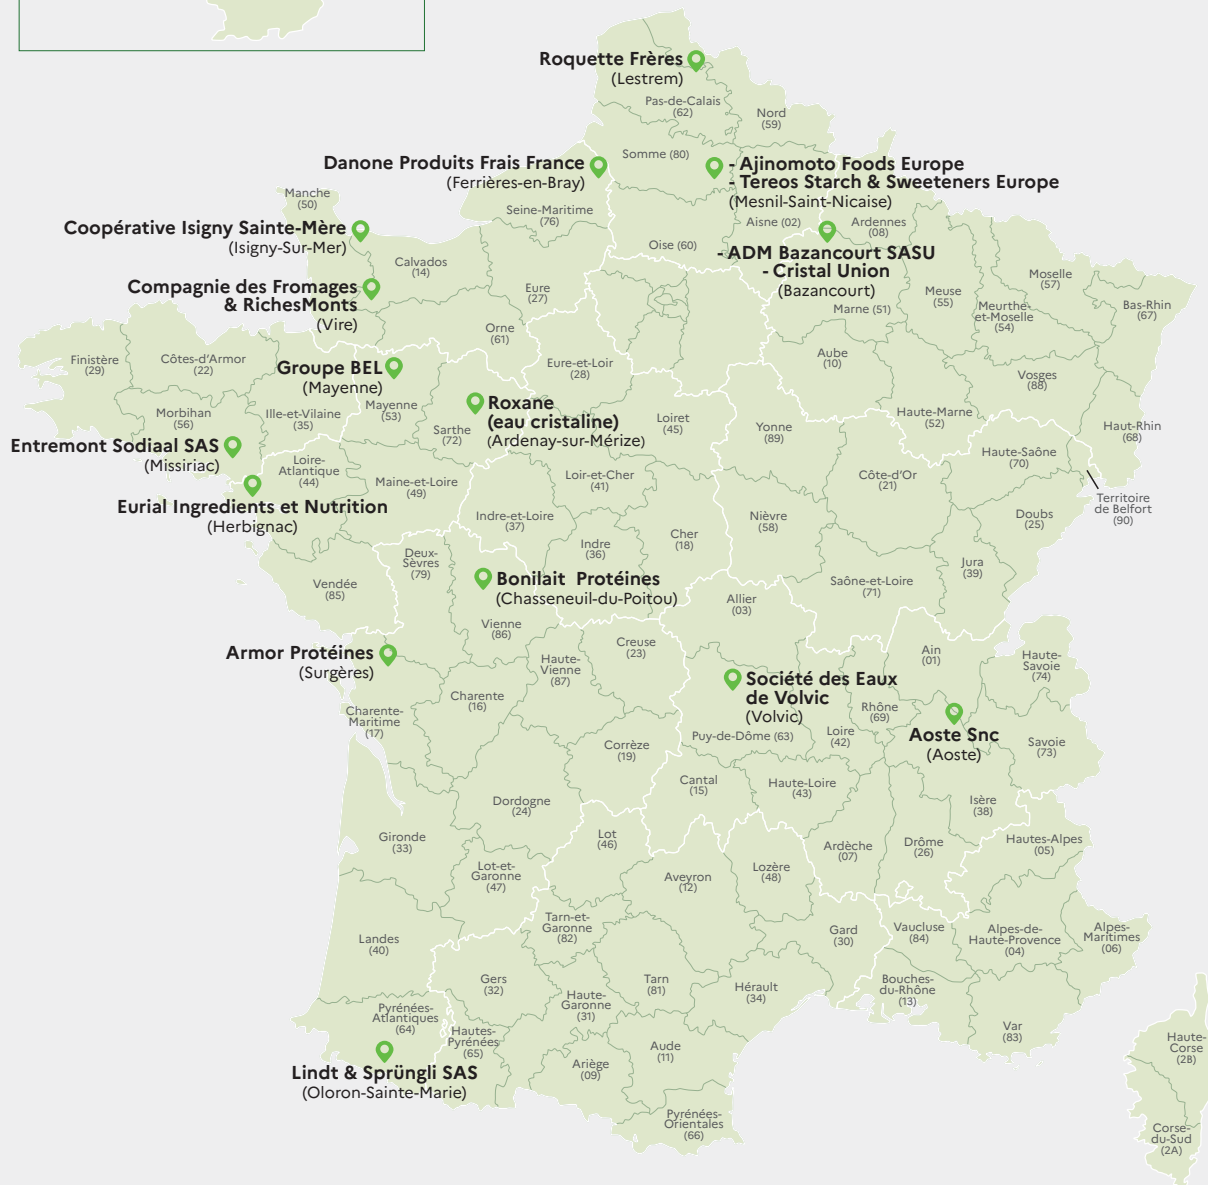 Roquette Frères
(Lestrem)
Pas-de-Calais
(62)
Nord
(59)
Danone Produits Frais France
(Ferrières-en-Bray)
Somme (80)
- Ajinomoto Foods Europe
- Tereos Starch & Sweeteners Europe
(Mesnil-Saint-Nicaise)
Manche
(50)
Seine-Maritime
(76)
Aisne (02)
Ardennes
(08)
Coopérative Isigny Sainte-Mère
(Isigny-Sur-Mer)
Oise (60)
- ADM Bazancourt SASU
- Cristal Union
(Bazancourt)
Calvados
(14)
Compagnie des Fromages
& RichesMonts
(Vire)
Eure
(27)
Marne (51)
Meuse
(55)
Moselle
(57)
Meurthe-
et-Moselle
(54)
Bas-Rhin
(67)
Orne
(61)
Finistère
(29)
Côtes-d'Armor
(22)
Groupe BEL
(Mayenne)
Eure-et-Loir
(28)
Aube
(10)
Vosges
(88)
Morbihan
(56)
Ille-et-Vilaine
(35)
Mayenne
(53)
Sarthe
(72)
Roxane
(eau cristaline)
(Ardenay-sur-Mérize)
Loiret
(45)
Yonne
(89)
Haute-Marne
(52)
Haut-Rhin
(68)
Entremont Sodiaal SAS
(Missiriac)
Loire-
Atlantique
(44)
Maine-et-Loire
(49)
Loir-et-Cher
(41)
Côte-d'Or
(21)
Haute-Saône
(70)
Territoire
de Belfort
(90)
Eurial Ingredients et Nutrition
(Herbignac)
Indre-et-Loire
(37)
Cher
(18)
Nièvre
(58)
Doubs
(25)
Indre
(36)
Deux-
Sèvres
(79)
Vendée
(85)
Bonilait Protéines
(Chasseneuil-du-Poitou)
Saône-et-Loire
(71)
Jura
(39)
Allier
(03)
Vienne
(86)
Creuse
(23)
Armor Protéines
(Surgères)
Haute-
Vienne
(87)
Ain
(01)
Haute-
Savoie
(74)
Charente
(16)
Société des Eaux
de Volvic
(Volvic)
Charente-
Maritime
(17)
Rhône
(69)
Puy-de-Dôme (63)
Loire
(42)
Aoste Snc
(Aoste)
Savoie
(73)
Corrèze
(19)
Cantal
(15)
Haute-Loire
(43)
Dordogne
(24)
Isère
(38)
Gironde
(33)
Lot
(46)
Ardèche
(07)
Drôme
(26)
Hautes-Alpes
(05)
Lot-et-
Garonne
(47)
Aveyron
(12)
Lozère
(48)
Landes
(40)
Tarn-et-
Garonne
(82)
Gard
(30)
Vaucluse
(84)
Alpes-de-
Haute-Provence
(04)
Alpes-
Maritimes
(06)
Gers
(32)
Haute-
Garonne
(31)
Tarn
(81)
Hérault
(34)
Bouches-
du-Rhône
(13)
Pyrénées-
Atlantiques
(64)
Hautes-
Pyrénées
(65)
Var
(83)
Lindt & Sprüngli SAS
(Oloron-Sainte-Marie)
Ariège
(09)
Aude
(11)
Haute-
Corse
(2B)
Pyrénées-
Orientales
(66)
Corse-
du-Sud
(2A)